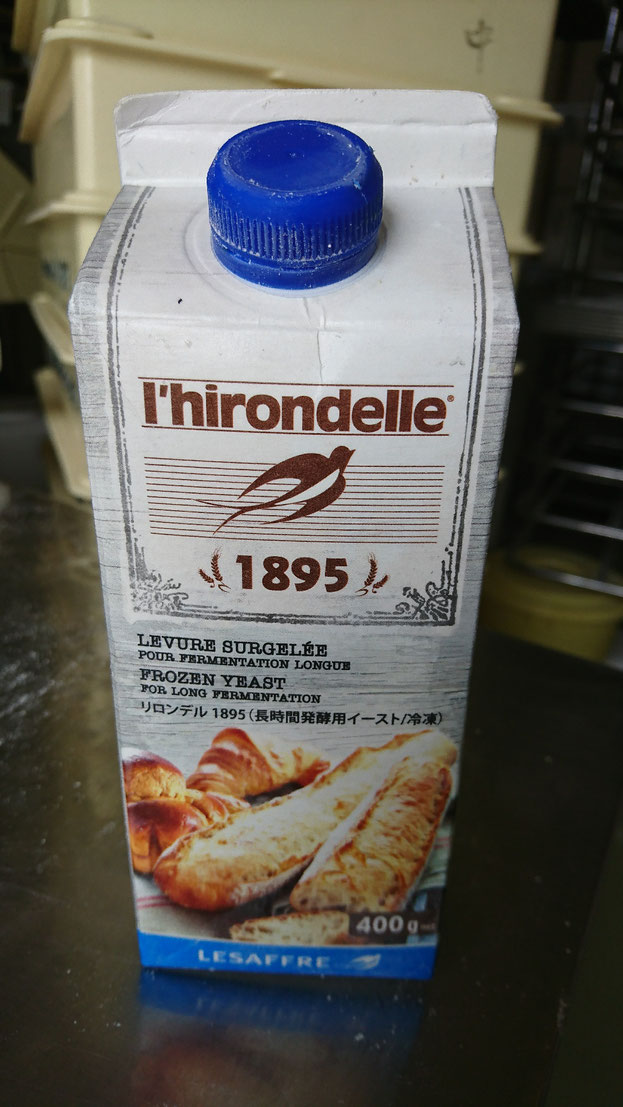 l'hirondelle®
1895
LEVURE SURGELÉE
POUR FERMENTATION LONGUE
FROZEN YEAST
FOR LONG FERMENTATION
リロンデル 1895（長時間発酵用イースト/冷凍）
400g
LESAFFRE